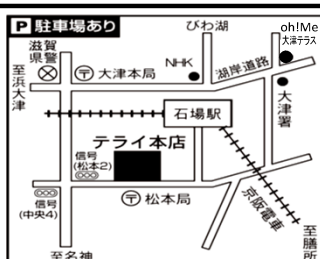 P 駐車場あり
びわ湖
oh!Me
大津テラス
滋賀
県警
〒大津本局
NHK
湖岸道路
至浜大津
石場駅
大津署
テライ本店
信号
(松本2)
〒松本局
信号
(中央4)
京阪電車
至名神
至膳所